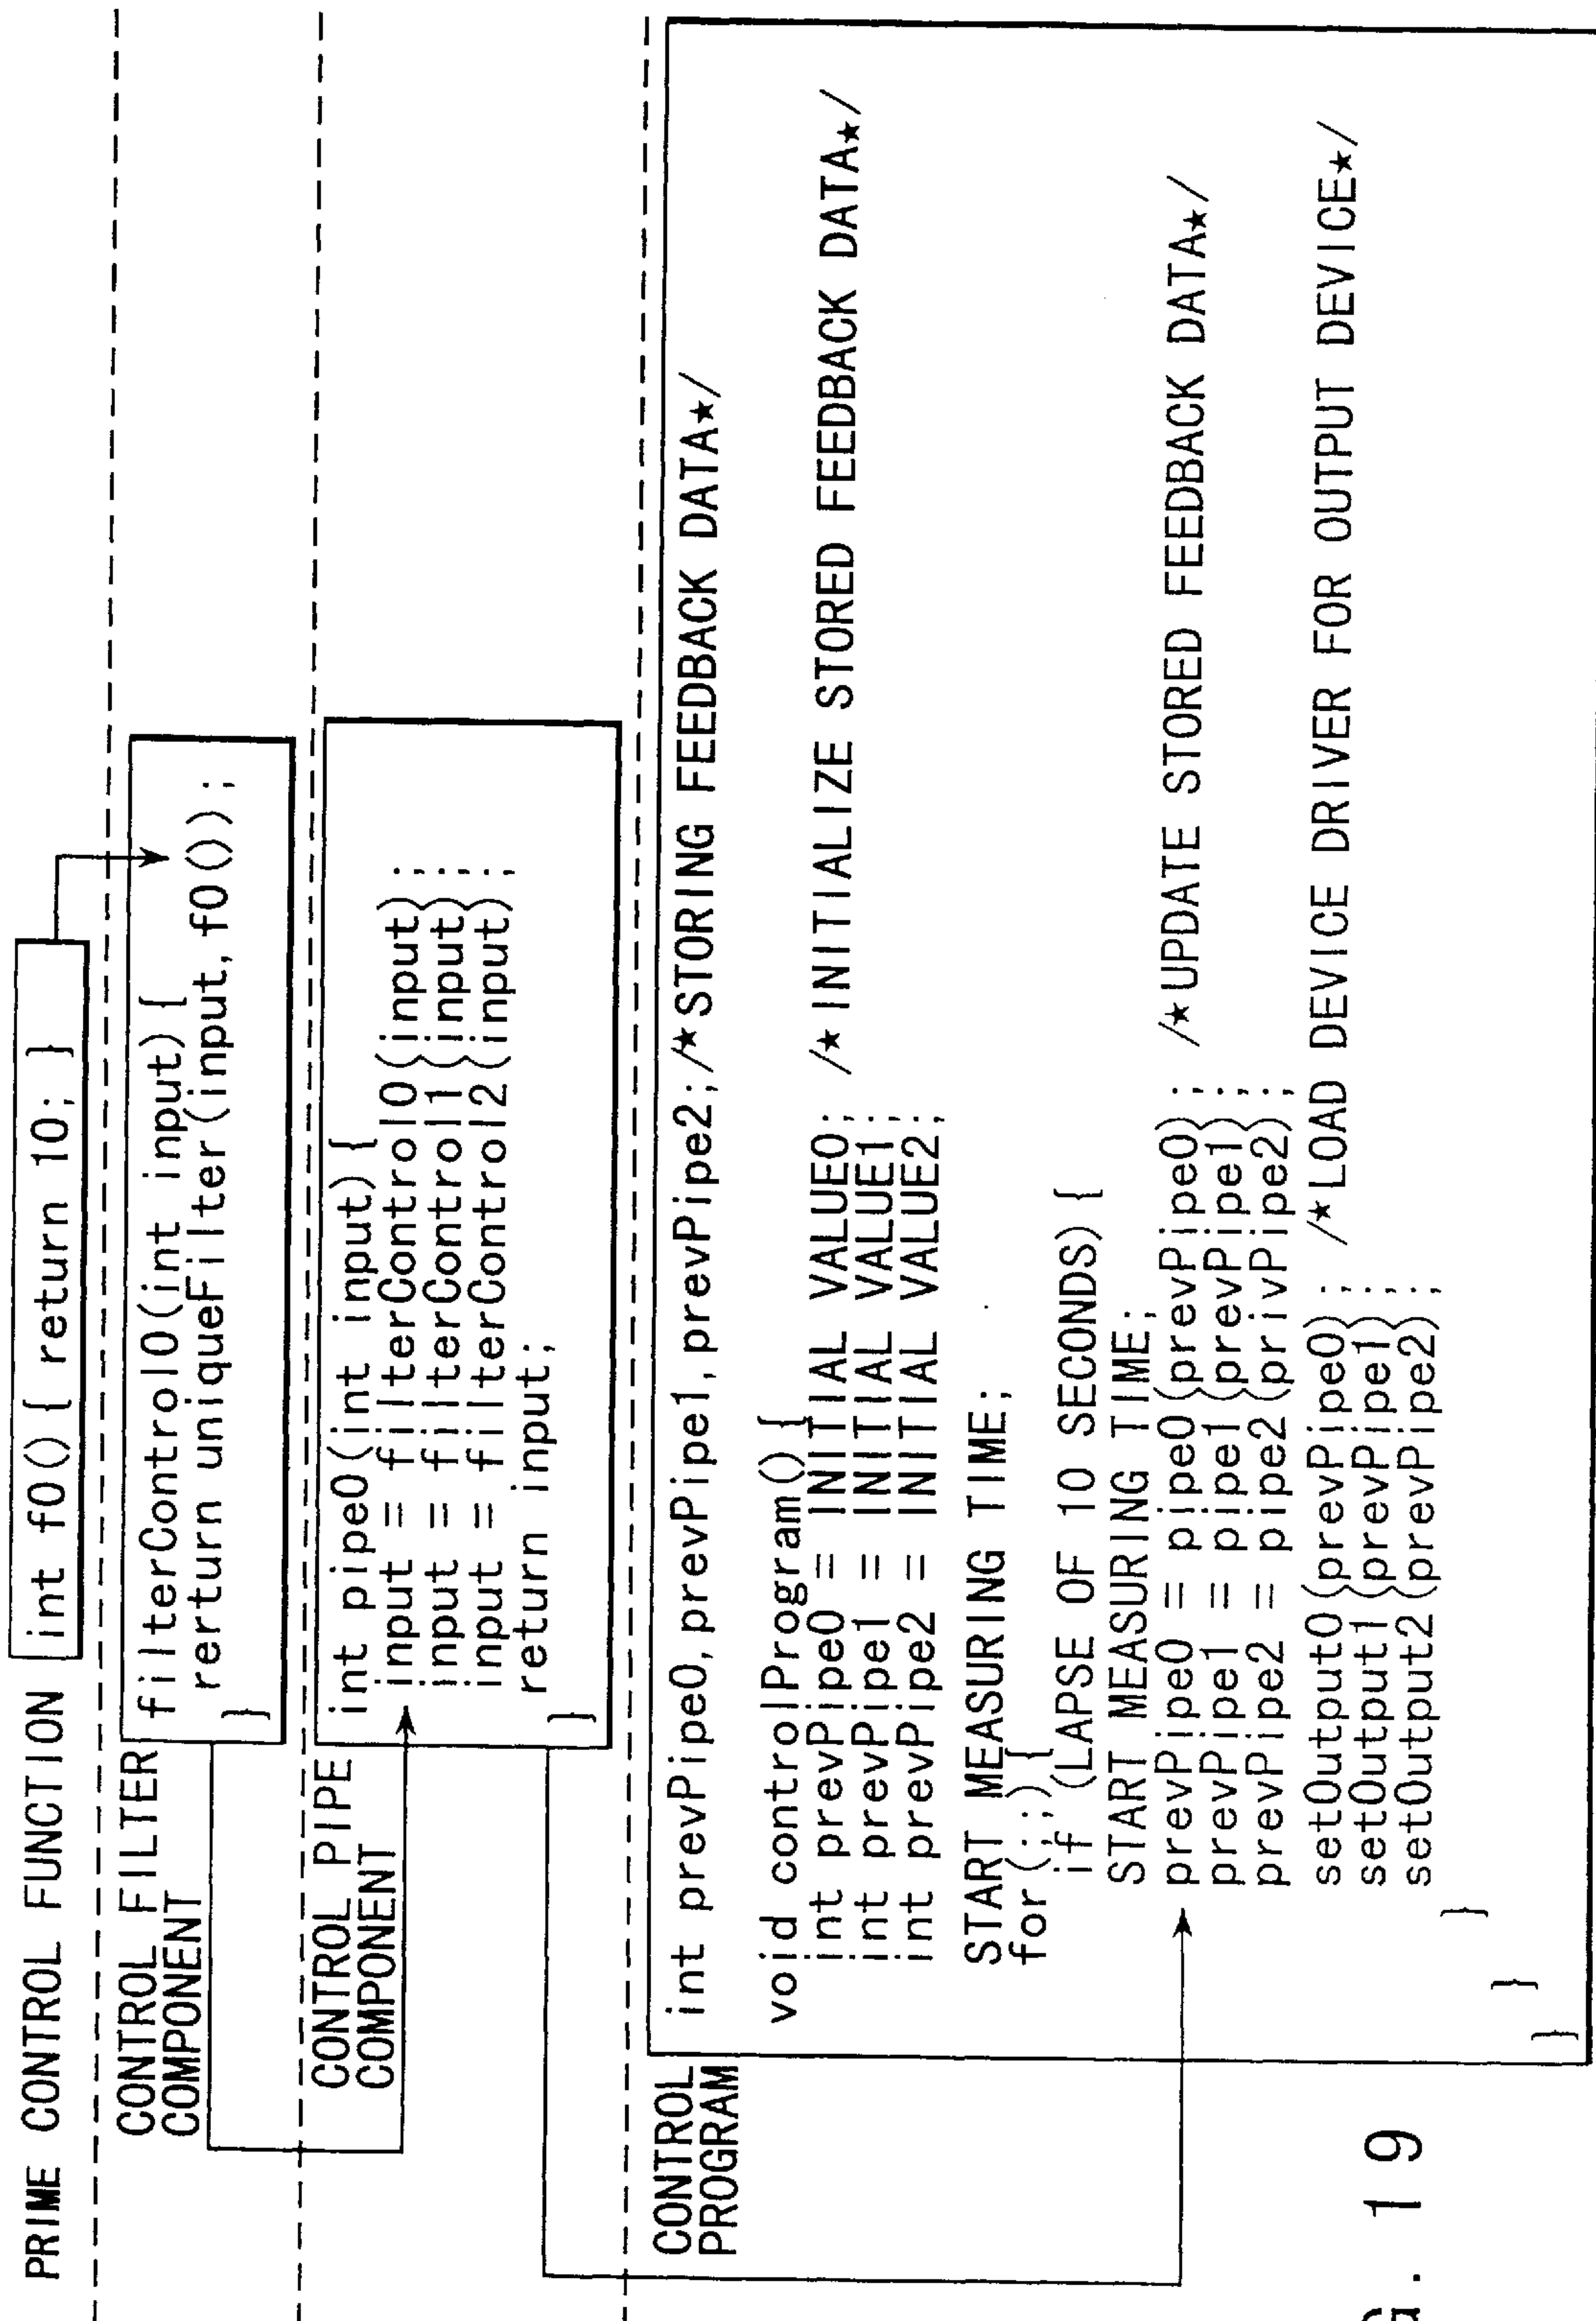 PRIME CONTROL FUNCTION
int f0() { return 10; }
CONTROL FILTER
COMPONENT
filterControl0(int input) {
rerturn uniqueFilter(input, f0());
}
CONTROL PIPE
COMPONENT
int pipe0(int input) {
input = filterControl0(input);
input = filterControl1(input);
input = filterControl2(input);
return input;
}
CONTROL
PROGRAM
int prevPipe0, prevPipe1, prevPipe2;/*STORING FEEDBACK DATA*/
void controlProgram() {
int prevPipe0 = INITIAL VALUE0; /*INITIALIZE STORED FEEDBACK DATA*/
int prevPipe1 = INITIAL VALUE1;
int prevPipe2 = INITIAL VALUE2;
START MEASURING TIME;
for(;;) {
if (LAPSE OF 10 SECONDS) {
START MEASURING TIME;
prevPipe0 = pipe0(prevPipe0); /*UPDATE STORED FEEDBACK DATA*/
prevPipe1 = pipe1(prevPipe1);
prevPipe2 = pipe2(privPipe2);
setOutput0(prevPipe0); /*LOAD DEVICE DRIVER FOR OUTPUT DEVICE*/
setOutput1(prevPipe1);
setOutput2(prevPipe2);
}
}
}
G. 19